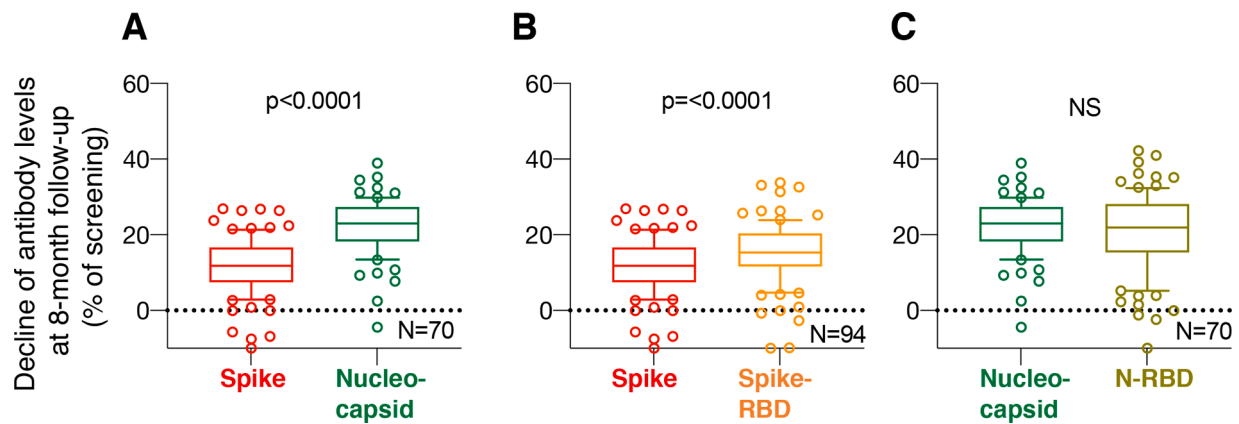 A
B
C
Decline of antibody levels
at 8-month follow-up
(% of screening)
60
40
20
0
p<0.0001
N=70
Spike
Nucleo-
capsid
60
40
20
0
p=<0.0001
N=94
Spike
Spike-
RBD
60
40
20
0
NS
N=70
Nucleo-
capsid
N-RBD